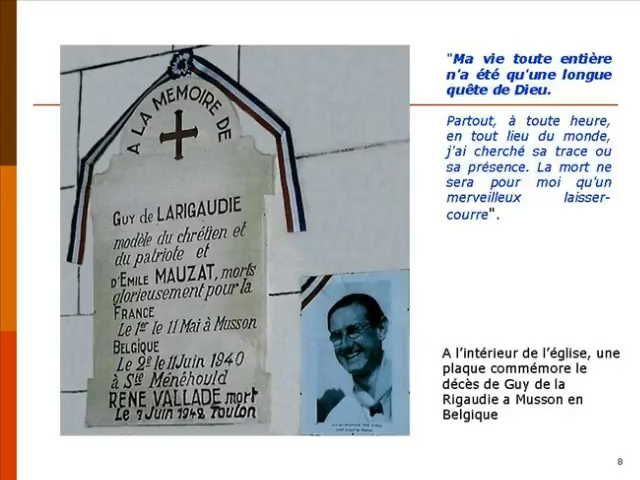 A LA MEMOIRE DE
GUY de LARIGAUDIE
modèle du chrétien et
du patriote et
d'EMILE MAUZAT, morts
glorieusement pour la
FRANCE
Le 1er le 11 Mai à Musson
BELGIQUE
Le 2e le 11 Juin 1940
à Ste Ménéhould
RENE VALLADE mort
Le 7 Juin 1942 Toulon
"Ma vie toute entière
n'a été qu'une longue
quête de Dieu.
Partout, à toute heure,
en tout lieu du monde,
j'ai cherché sa trace ou
sa présence. La mort ne
sera pour moi qu'un
merveilleux laisser-
courre".
A l'intérieur de l'église, une
plaque commémore le
décès de Guy de la
Rigaudie a Musson en
Belgique
8